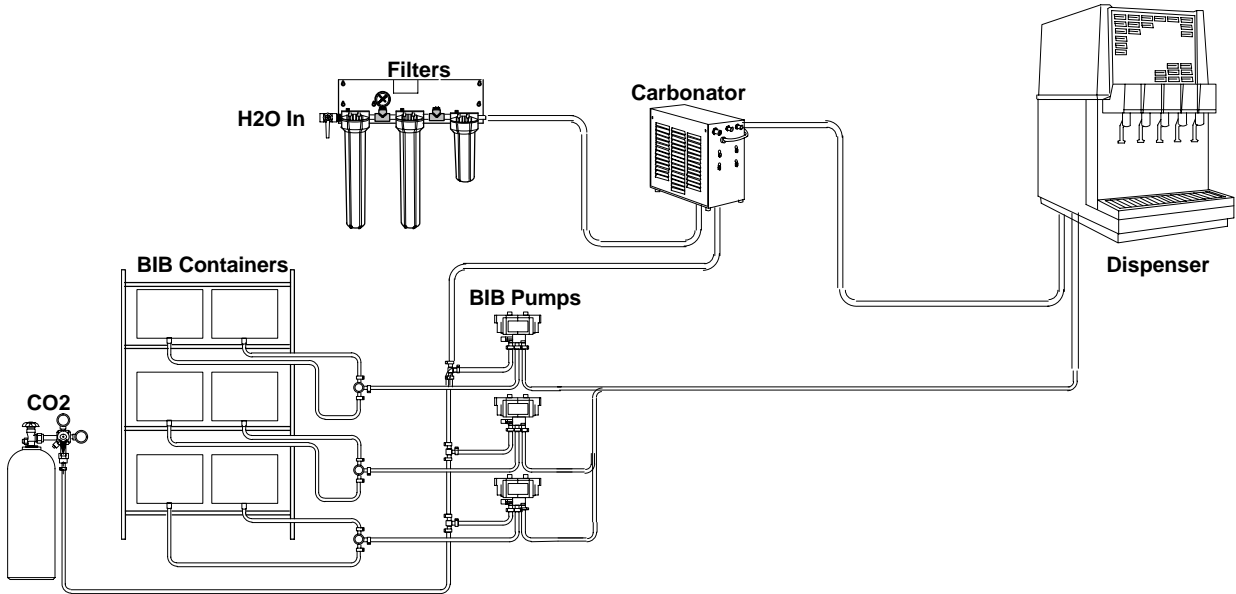 Filters
H2O In
Carbonator
Dispenser
BIB Containers
BIB Pumps
CO2